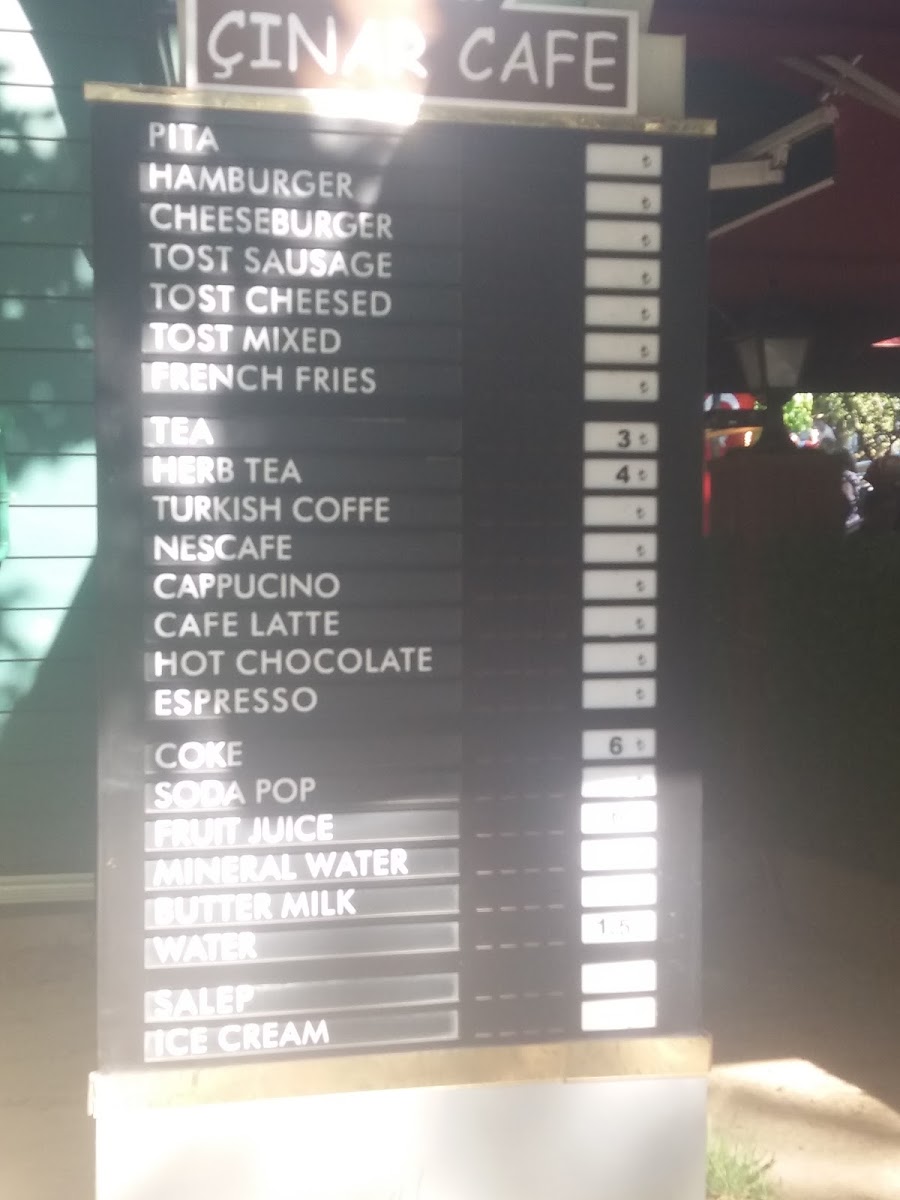 ÇINAR CAFE
PITA ₺
HAMBURGER ₺
CHEESEBURGER ₺
TOST SAUSAGE ₺
TOST CHEESED ₺
TOST MIXED ₺
FRENCH FRIES ₺
TEA 3 ₺
HERB TEA 4 ₺
TURKISH COFFE ₺
NESCAFE ₺
CAPPUCINO ₺
CAFE LATTE ₺
HOT CHOCOLATE ₺
ESPRESSO ₺
COKE 6 ₺
SODA POP
FRUIT JUICE
MINERAL WATER
BUTTER MILK
WATER 1.5
SALEP
ICE CREAM